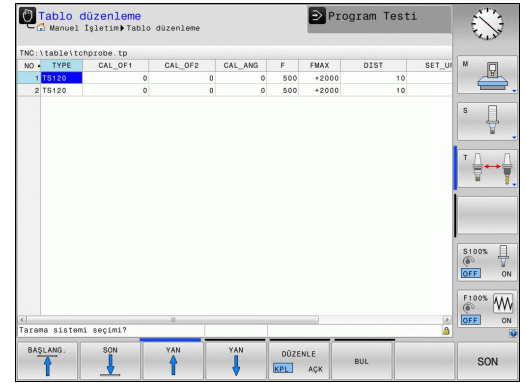 Tablo düzenleme
Manuel İşletim▸Tablo düzenleme
Program Testi
TNC:\table\tchprobe.tp
NO TYPE CAL_OF1 CAL_OF2 CAL_ANG F FMAX DIST SET_UP
1 TS120 0 0 0 500 +2000 10
2 TS120 0 0 0 500 +2000 10
Tarama sistemi seçimi?
M
S
T
S100%
OFF ON
F100%
OFF ON
BAŞLANG.
SON
YAN
YAN
DÜZENLE
KPL AÇK
BUL
SON